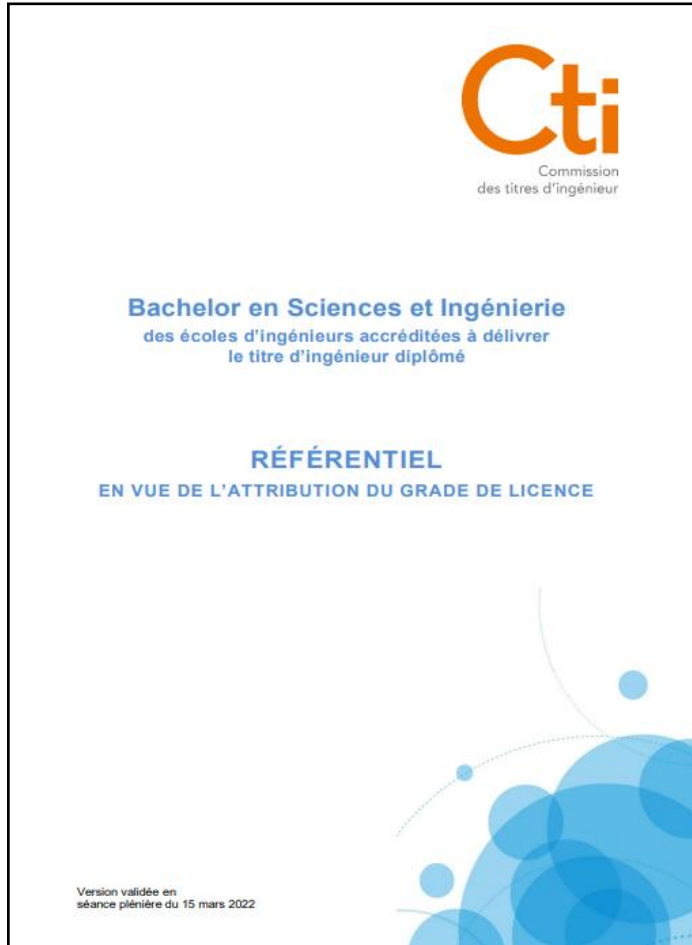 Cti
Commission
des titres d'ingénieur
Bachelor en Sciences et Ingénierie
des écoles d'ingénieurs accréditées à délivrer
le titre d'ingénieur diplômé
RÉFÉRENTIEL
EN VUE DE L'ATTRIBUTION DU GRADE DE LICENCE
Version validée en
séance plénière du 15 mars 2022